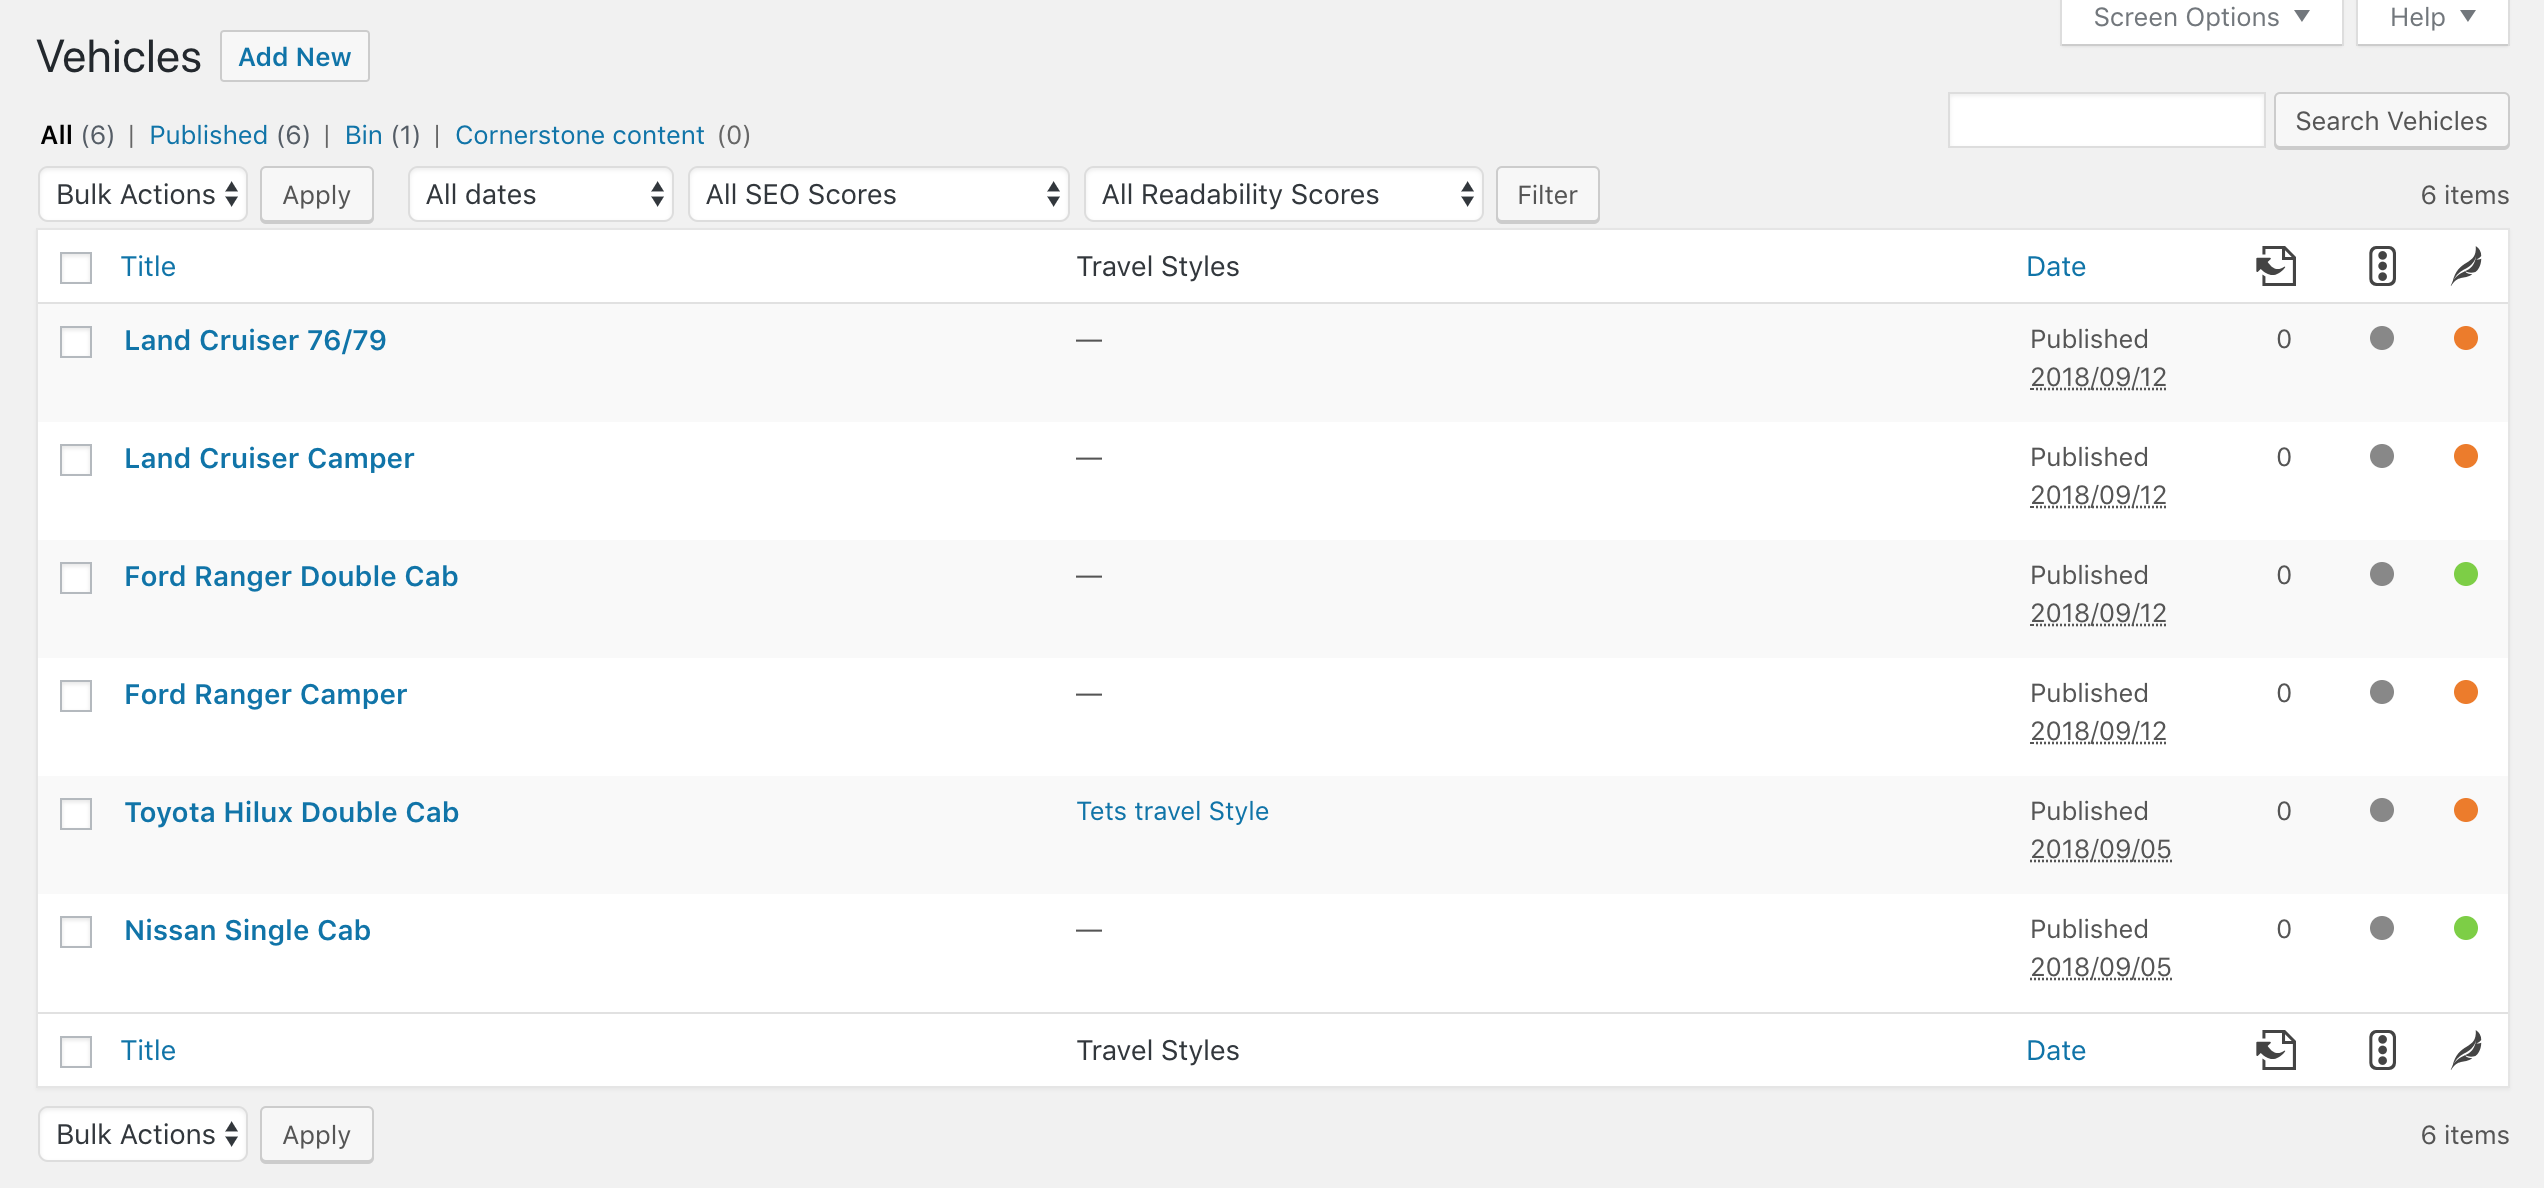 Screen Options ▼ Help ▼
Vehicles Add New
All (6) | Published (6) | Bin (1) | Cornerstone content (0)
Search Vehicles
Bulk Actions Apply All dates All SEO Scores All Readability Scores Filter 6 items
Title Travel Styles Date
Land Cruiser 76/79 — Published 0
2018/09/12
Land Cruiser Camper — Published 0
2018/09/12
Ford Ranger Double Cab — Published 0
2018/09/12
Ford Ranger Camper — Published 0
2018/09/12
Toyota Hilux Double Cab Tets travel Style Published 0
2018/09/05
Nissan Single Cab — Published 0
2018/09/05
Title Travel Styles Date
Bulk Actions Apply 6 items